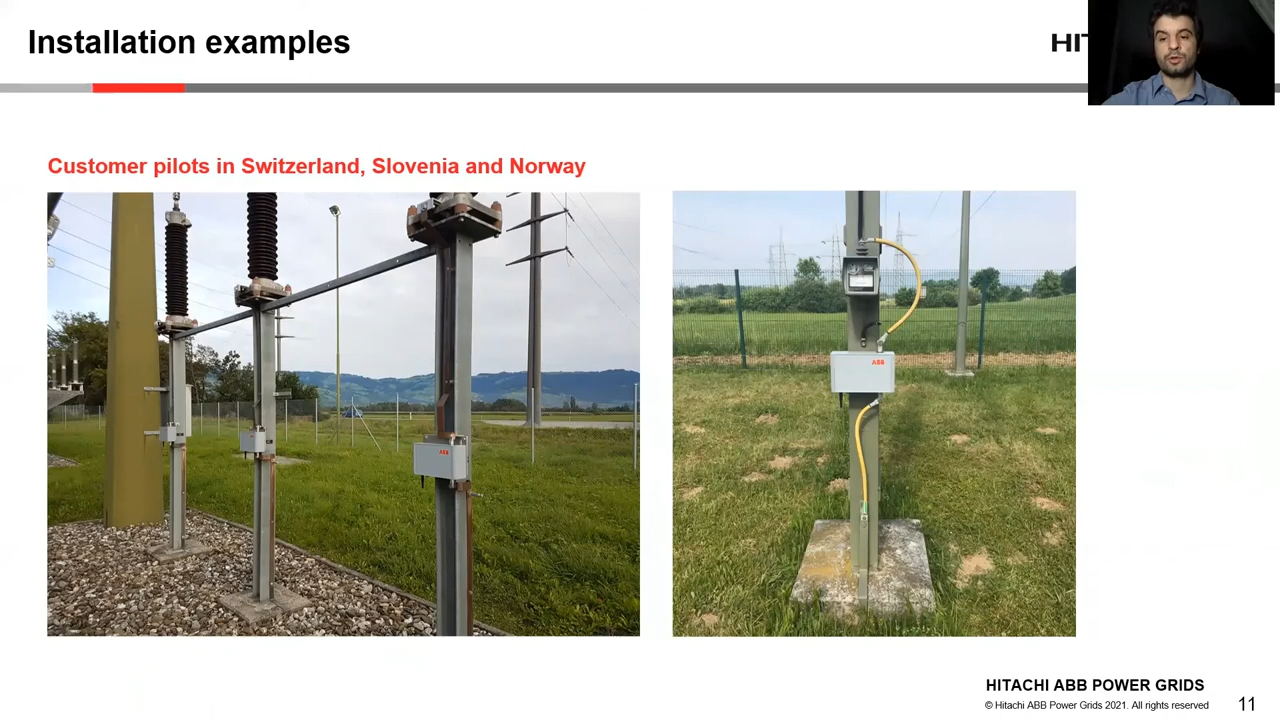 Installation examples
HIT
Customer pilots in Switzerland, Slovenia and Norway
ABB
ABB
HITACHI ABB POWER GRIDS
© Hitachi ABB Power Grids 2021. All rights reserved
11